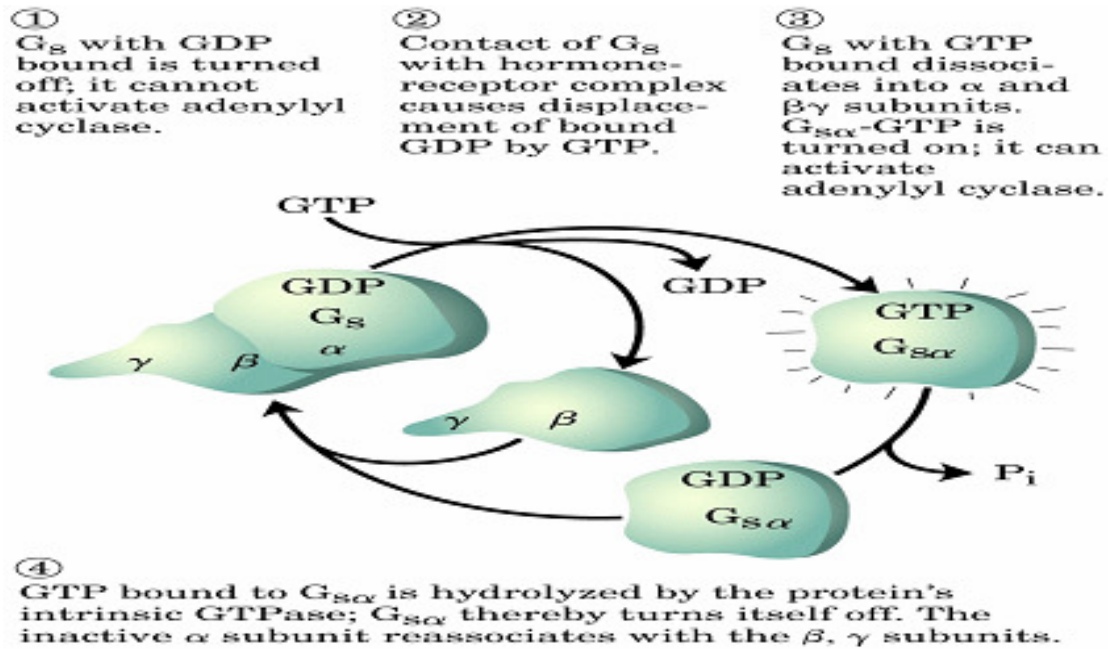 ①
Gs with GDP
bound is turned
off; it cannot
activate adenylyl
cyclase.
②
Contact of Gs
with hormone-
receptor complex
causes displace-
ment of bound
GDP by GTP.
③
Gs with GTP
bound dissoci-
ates into α and
βγ subunits.
Gsα-GTP is
turned on; it can
activate
adenylyl cyclase.
GTP
GDP
GDP
Gs
α
γ
β
GTP
Gsα
γ
β
GDP
Gsα
Pi
④
GTP bound to Gsα is hydrolyzed by the protein's
intrinsic GTPase; Gsα thereby turns itself off. The
inactive α subunit reassociates with the β, γ subunits.